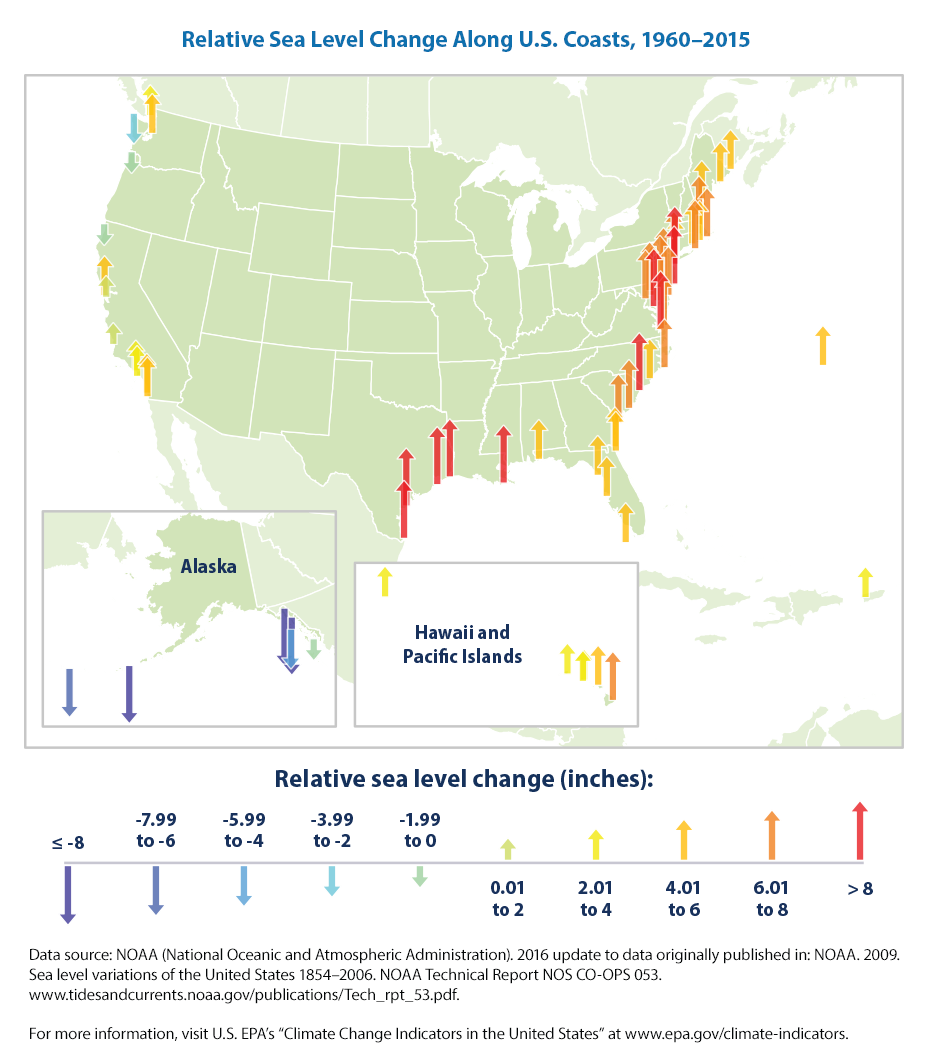 Relative Sea Level Change Along U.S. Coasts, 1960–2015
Alaska
Hawaii and
Pacific Islands
Relative sea level change (inches):
≤ -8
-7.99
to -6
-5.99
to -4
-3.99
to -2
-1.99
to 0
0.01
to 2
2.01
to 4
4.01
to 6
6.01
to 8
> 8
Data source: NOAA (National Oceanic and Atmospheric Administration). 2016 update to data originally published in: NOAA. 2009.
Sea level variations of the United States 1854–2006. NOAA Technical Report NOS CO-OPS 053.
www.tidesandcurrents.noaa.gov/publications/Tech_rpt_53.pdf.
For more information, visit U.S. EPA’s “Climate Change Indicators in the United States” at www.epa.gov/climate-indicators.